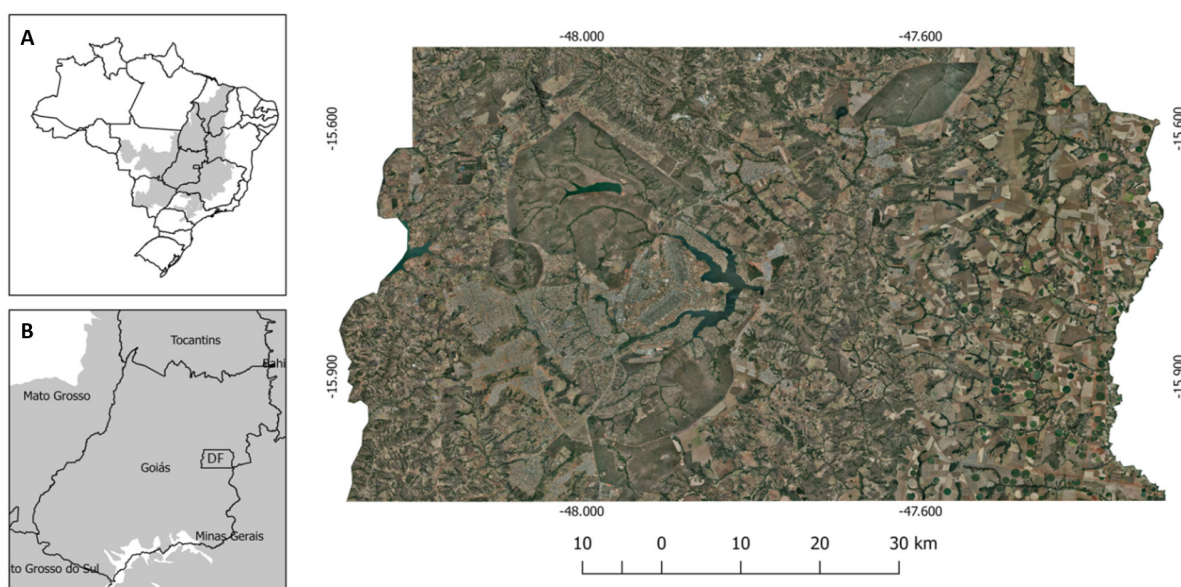 A
B
Tocantins
Bahi
Mato Grosso
DF
Goiás
Minas Gerais
to Grosso do Sul
-48.000 -47.600
-15.600 -15.600
-15.900 -15.900
-48.000 -47.600
10 0 10 20 30 km